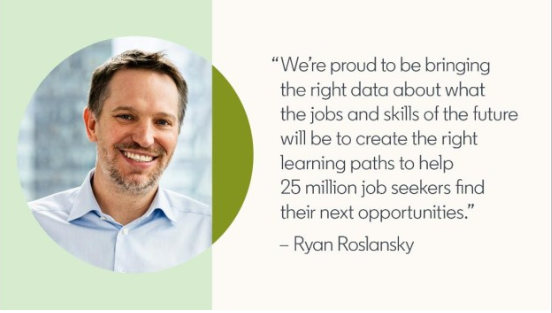 “We’re proud to be bringing
the right data about what
the jobs and skills of the future
will be to create the right
learning paths to help
25 million job seekers find
their next opportunities.”
– Ryan Roslansky